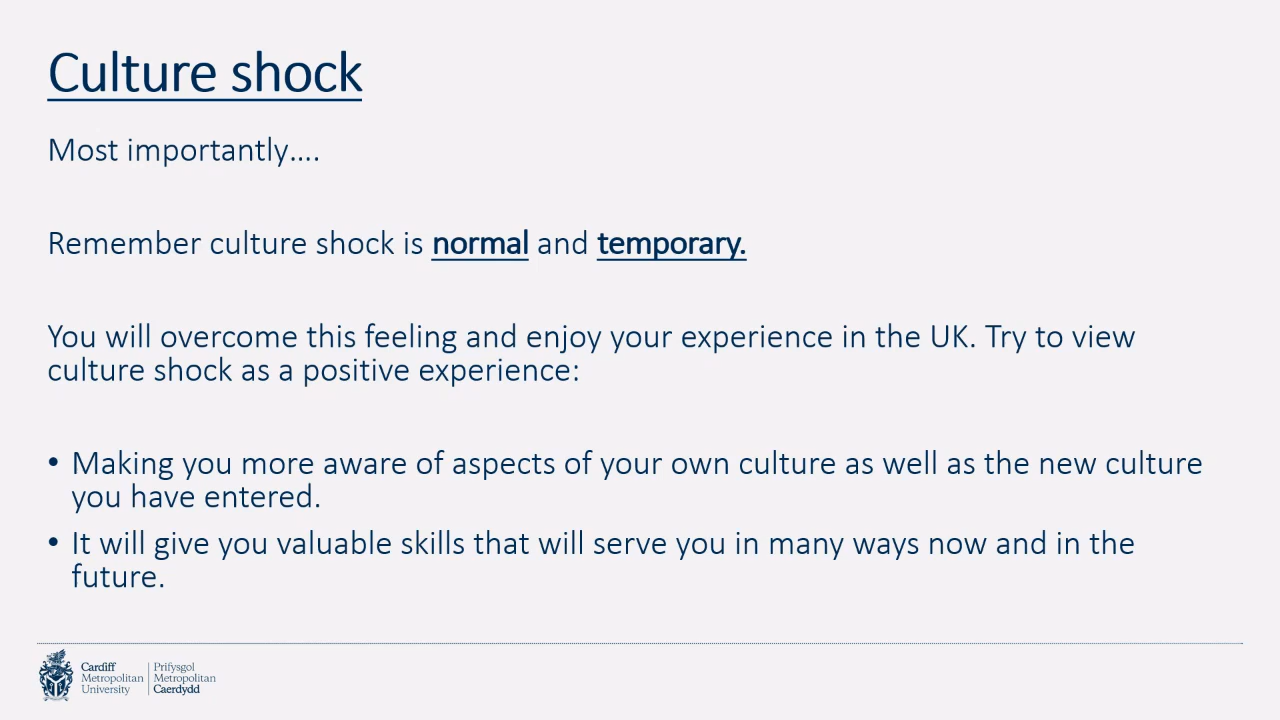 Culture shock
Most importantly....
Remember culture shock is normal and temporary.
You will overcome this feeling and enjoy your experience in the UK. Try to view
culture shock as a positive experience:
• Making you more aware of aspects of your own culture as well as the new culture
you have entered.
• It will give you valuable skills that will serve you in many ways now and in the
future.
Cardiff
Metropolitan
University
Prifysgol
Metropolitan
Caerdydd